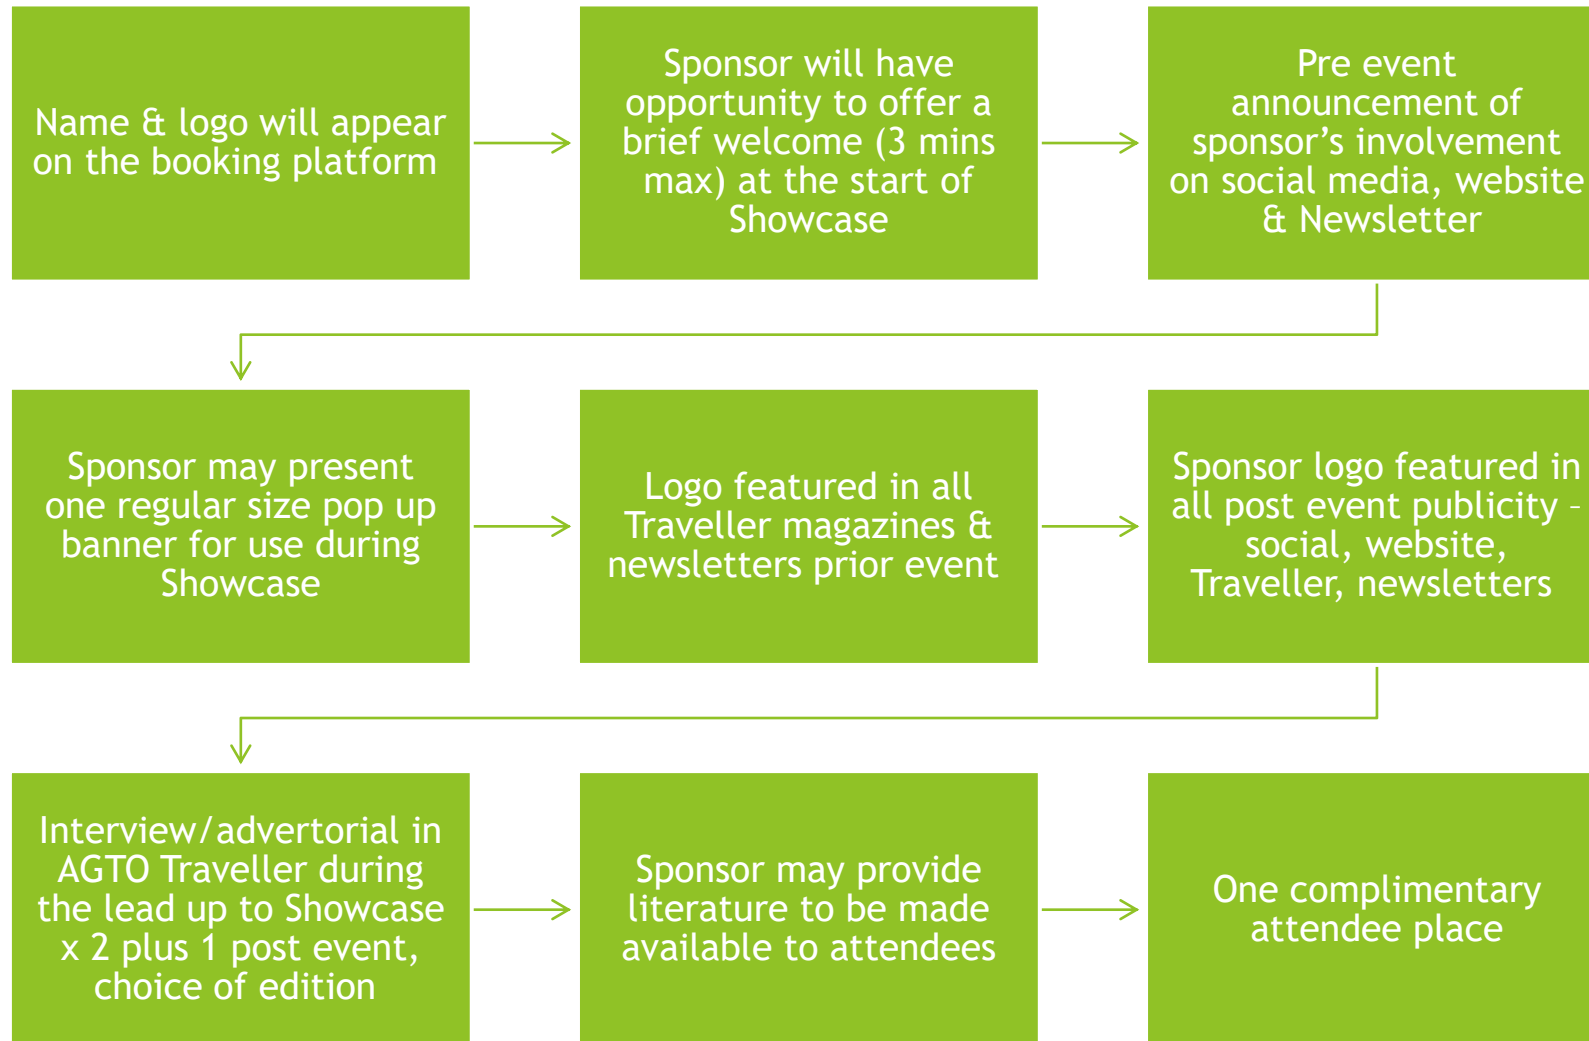 Name & logo will appear
on the booking platform
Sponsor will have
opportunity to offer a
brief welcome (3 mins
max) at the start of
Showcase
Pre event
announcement of
sponsor’s involvement
on social media, website
& Newsletter
Sponsor may present
one regular size pop up
banner for use during
Showcase
Logo featured in all
Traveller magazines &
newsletters prior event
Sponsor logo featured in
all post event publicity –
social, website,
Traveller, newsletters
Interview/advertorial in
AGTO Traveller during
the lead up to Showcase
x 2 plus 1 post event,
choice of edition
Sponsor may provide
literature to be made
available to attendees
One complimentary
attendee place